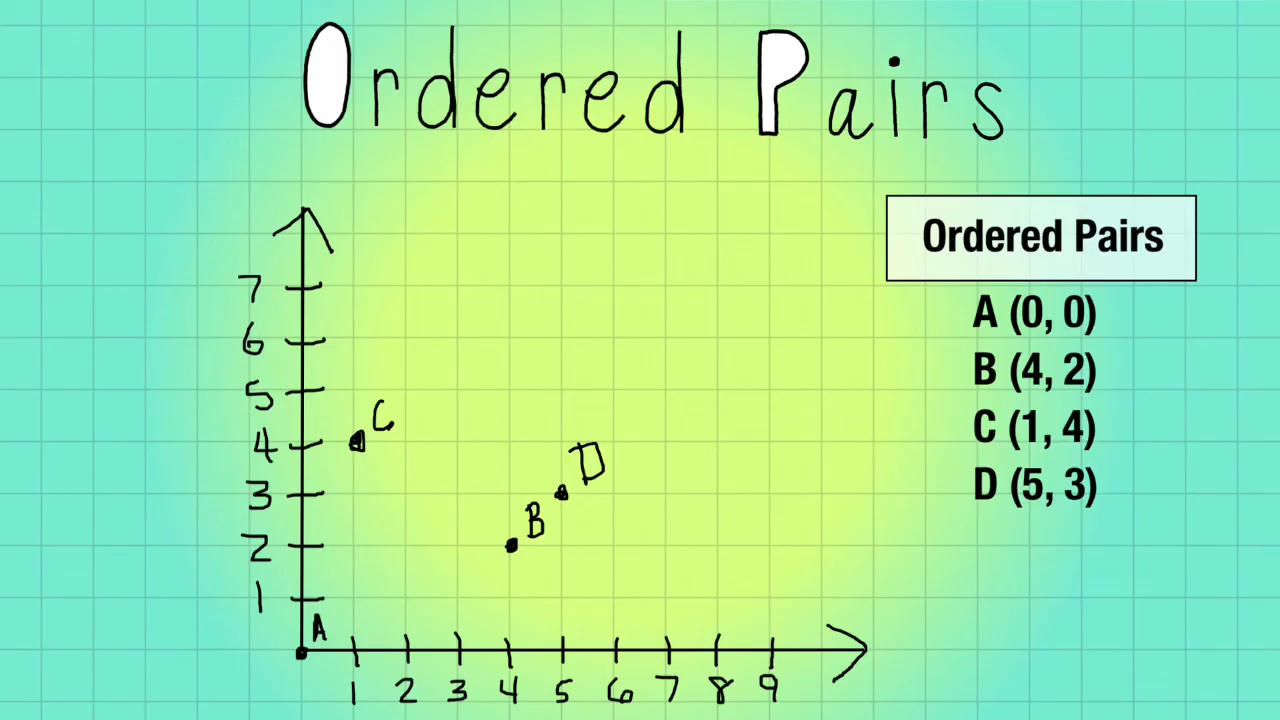 Ordered Pairs
Ordered Pairs
A (0, 0)
B (4, 2)
C (1, 4)
D (5, 3)
7
6
5
C
4
D
3
B
2
1
A
1 2 3 4 5 6 7 8 9